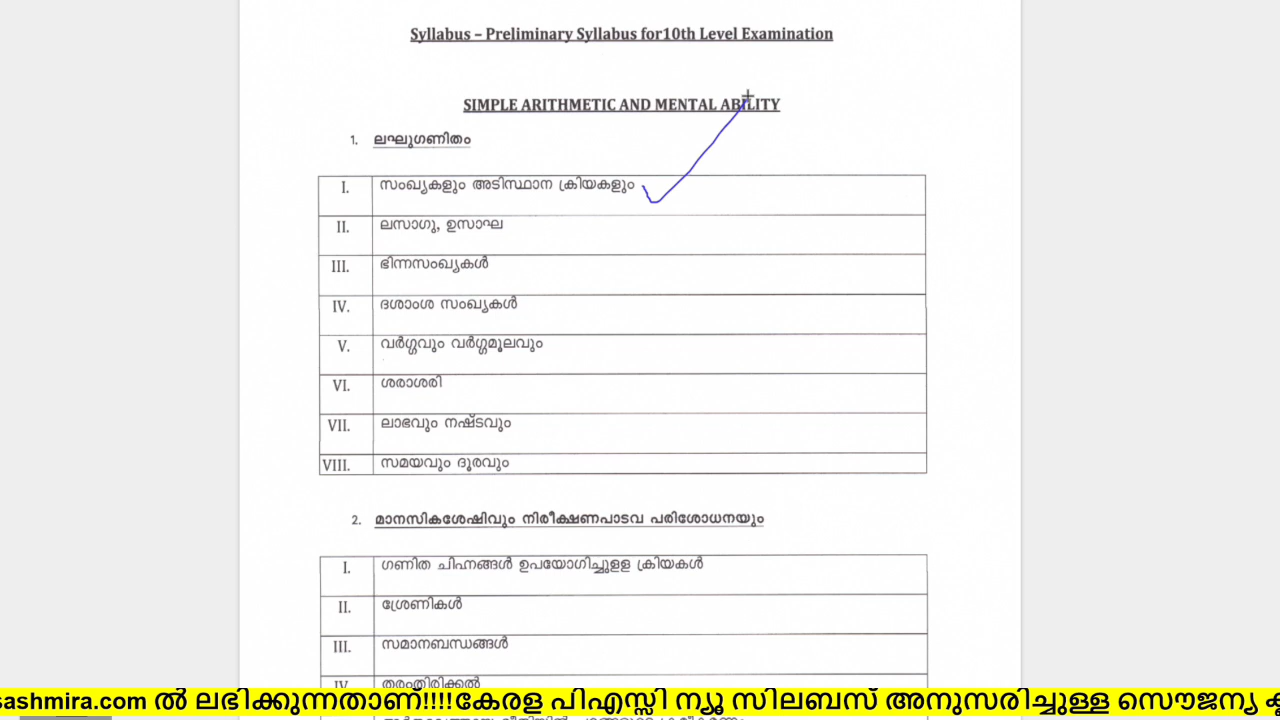 Syllabus – Preliminary Syllabus for10th Level Examination
SIMPLE ARITHMETIC AND MENTAL ABILITY
1. ലഘുഗണിതം
I. സംഖ്യകളും അടിസ്ഥാന ക്രിയകളും
II. ലസാഗു, ഉസാഘ
III. ഭിന്നസംഖ്യകൾ
IV. ദശാംശ സംഖ്യകൾ
V. വർഗ്ഗവും വർഗ്ഗമൂലവും
VI. ശരാശരി
VII. ലാഭവും നഷ്ടവും
VIII. സമയവും ദൂരവും
2. മാനസികശേഷിവും നിരീക്ഷണപാടവ പരിശോധനയും
I. ഗണിത ചിഹ്നങ്ങൾ ഉപയോഗിച്ചുളള ക്രിയകൾ
II. ശ്രേണികൾ
III. സമാനബന്ധങ്ങൾ
IV. തരംതിരിക്കൽ
sashmira.com ൽ ലഭിക്കുന്നതാണ്!!!!കേരള പിഎസ്സി ന്യൂ സിലബസ് അനുസരിച്ചുള്ള സൌജന്യ